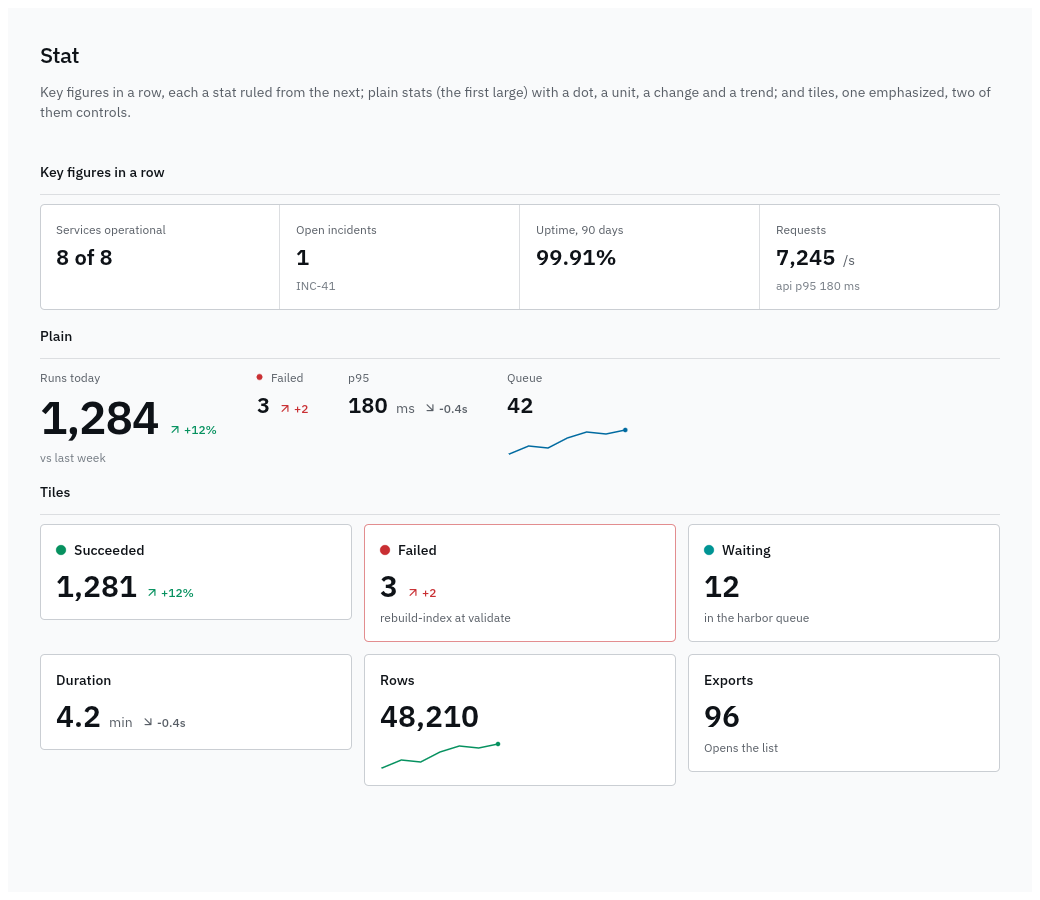 Stat
Key figures in a row, each a stat ruled from the next; plain stats (the first large) with a dot, a unit, a change and a trend; and tiles, one emphasized, two of
them controls.
Key figures in a row
Services operational
8 of 8
Open incidents
1
INC-41
Uptime, 90 days
99.91%
Requests
7,245 /s
api p95 180 ms
Plain
Runs today
1,284 +12%
vs last week
Failed
3 +2
p95
180 ms -0.4s
Queue
42
Tiles
Succeeded
1,281 +12%
Failed
3 +2
rebuild-index at validate
Waiting
12
in the harbor queue
Duration
4.2 min -0.4s
Rows
48,210
Exports
96
Opens the list